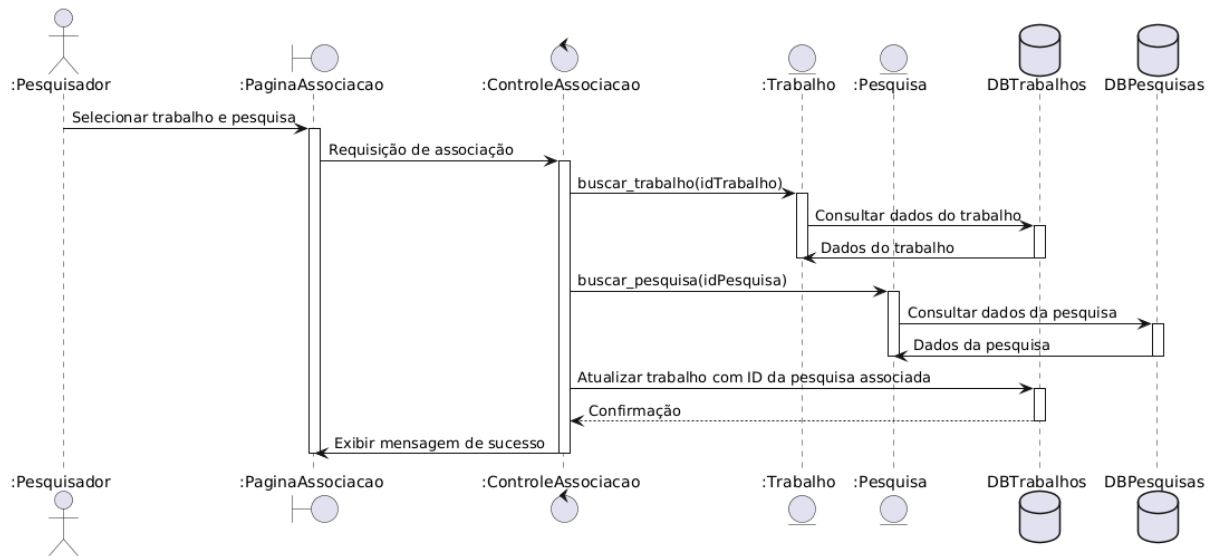 :Pesquisador :PaginaAssociacao :ControleAssociacao :Trabalho :Pesquisa DBTrabalhos DBPesquisas
Selecionar trabalho e pesquisa
Requisição de associação
buscar_trabalho(idTrabalho)
Consultar dados do trabalho
Dados do trabalho
buscar_pesquisa(idPesquisa)
Consultar dados da pesquisa
Dados da pesquisa
Atualizar trabalho com ID da pesquisa associada
Confirmação
Exibir mensagem de sucesso
:Pesquisador :PaginaAssociacao :ControleAssociacao :Trabalho :Pesquisa DBTrabalhos DBPesquisas